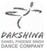 DAKSHINA
DANIEL PHOENIX SINGH
DANCE COMPANY